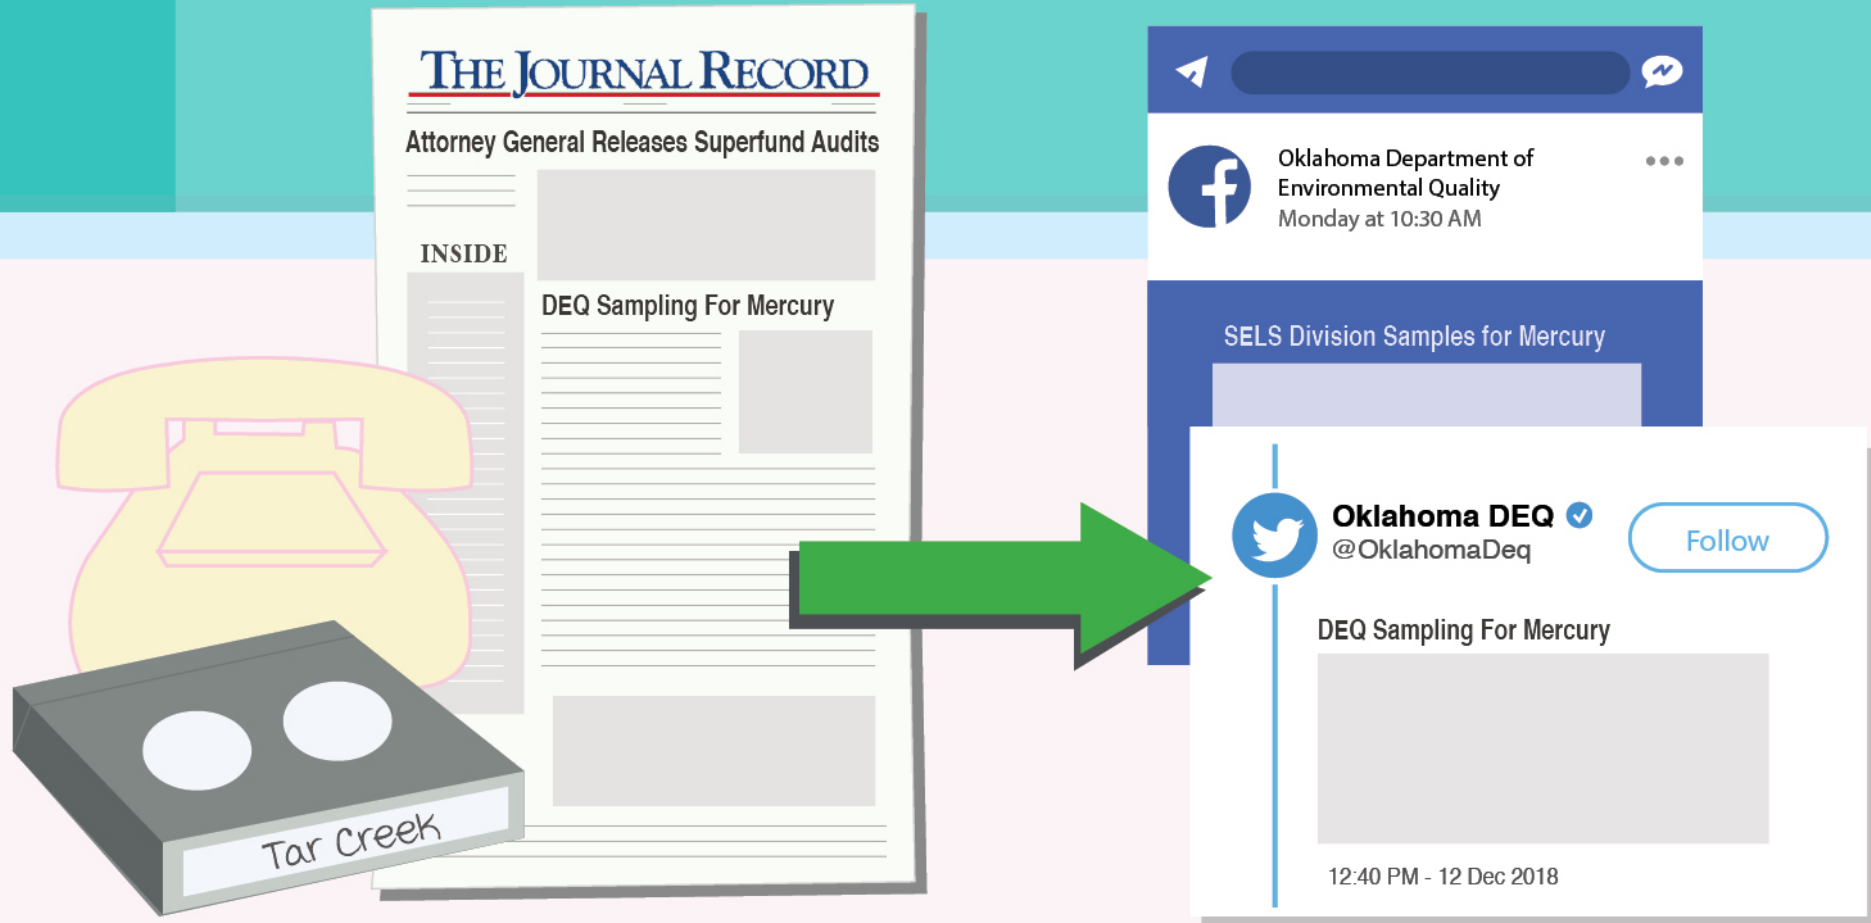 THE JOURNAL RECORD
Attorney General Releases Superfund Audits
INSIDE
DEQ Sampling For Mercury
Tar Creek
Oklahoma Department of
Environmental Quality
Monday at 10:30 AM
SELS Division Samples for Mercury
Oklahoma DEQ
@OklahomaDeq
Follow
DEQ Sampling For Mercury
12:40 PM - 12 Dec 2018